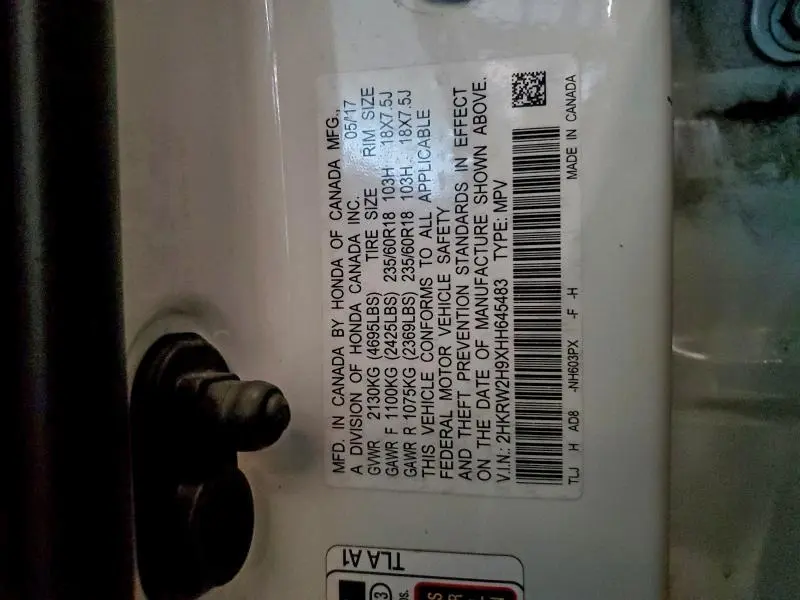 MFD. IN CANADA BY HONDA OF CANADA MFG.,
A DIVISION OF HONDA CANADA INC. 05/17
GVWR 2130KG (4695LBS) TIRE SIZE RIM SIZE
GAWR F 1100KG (2425LBS) 235/60R18 103H 18X7.5J
GAWR R 1075KG (2369LBS) 235/60R18 103H 18X7.5J
THIS VEHICLE CONFORMS TO ALL APPLICABLE
FEDERAL MOTOR VEHICLE SAFETY
AND THEFT PREVENTION STANDARDS IN EFFECT
ON THE DATE OF MANUFACTURE SHOWN ABOVE.
V.I.N.: 2HKRW2H9XHH645483 TYPE: MPV
TLJ H AD8 -NH603PX -F -H MADE IN CANADA
TLA A1
3